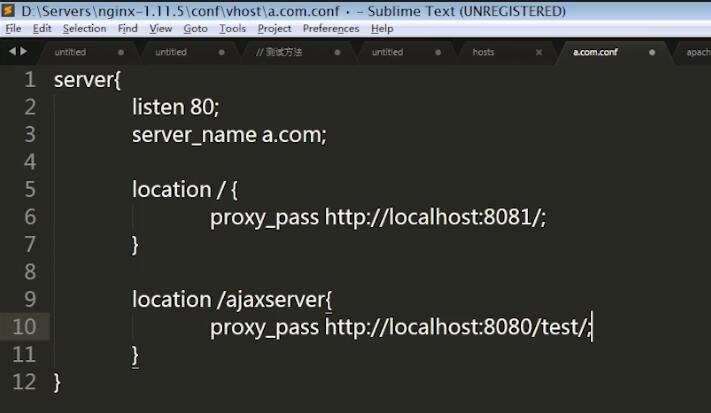 D:\Servers\nginx-1.11.5\conf\vhost\a.com.conf • - Sublime Text (UNREGISTERED)
File Edit Selection Find View Goto Tools Project Preferences Help
untitled untitled // 测试方法 untitled hosts a.com.conf apach
1 server{
2 listen 80;
3 server_name a.com;
4
5 location / {
6 proxy_pass http://localhost:8081/;
7 }
8
9 location /ajaxserver{
10 proxy_pass http://localhost:8080/test/;
11 }
12 }